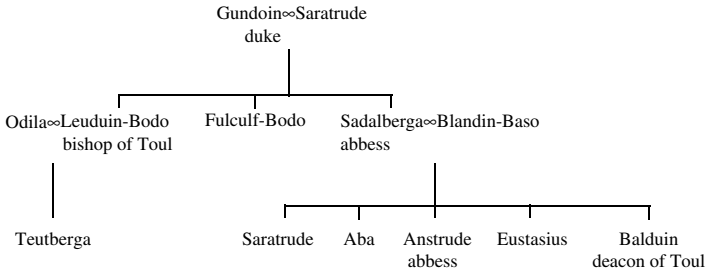 Gundoin∞Saratrude
duke
Odila∞Leuduin-Bodo Fulculf-Bodo Sadalberga∞Blandin-Baso
bishop of Toul abbess
Teutberga Saratrude Aba Anstrude Eustasius Balduin
abbess deacon of Toul